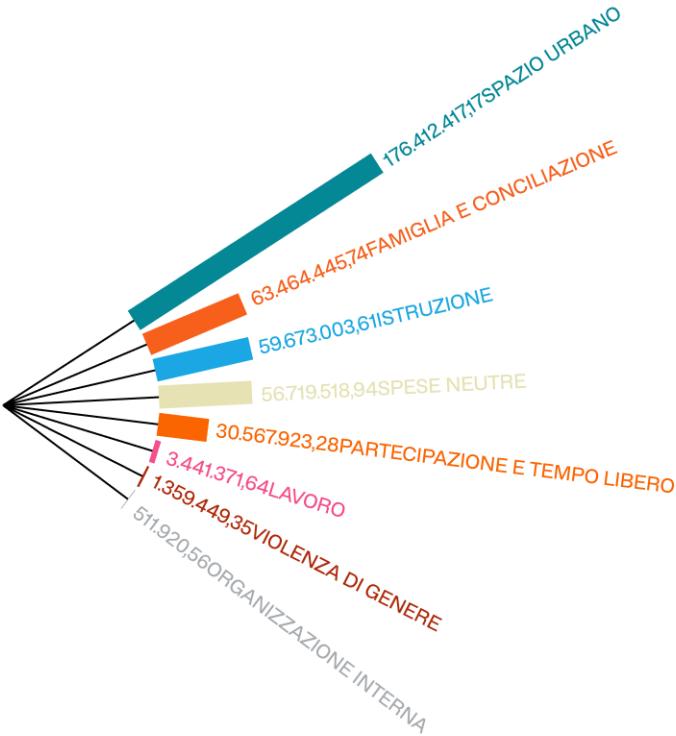 176.412.417,17SPAZIO URBANO
63.464.445,74FAMIGLIA E CONCILIAZIONE
59.673.003,61ISTRUZIONE
56.719.518,94SPESE NEUTRE
30.567.923,28PARTECIPAZIONE E TEMPO LIBERO
3.441.371,64LAVORO
1.359.449,35VIOLENZA DI GENERE
511.920,56ORGANIZZAZIONE INTERNA